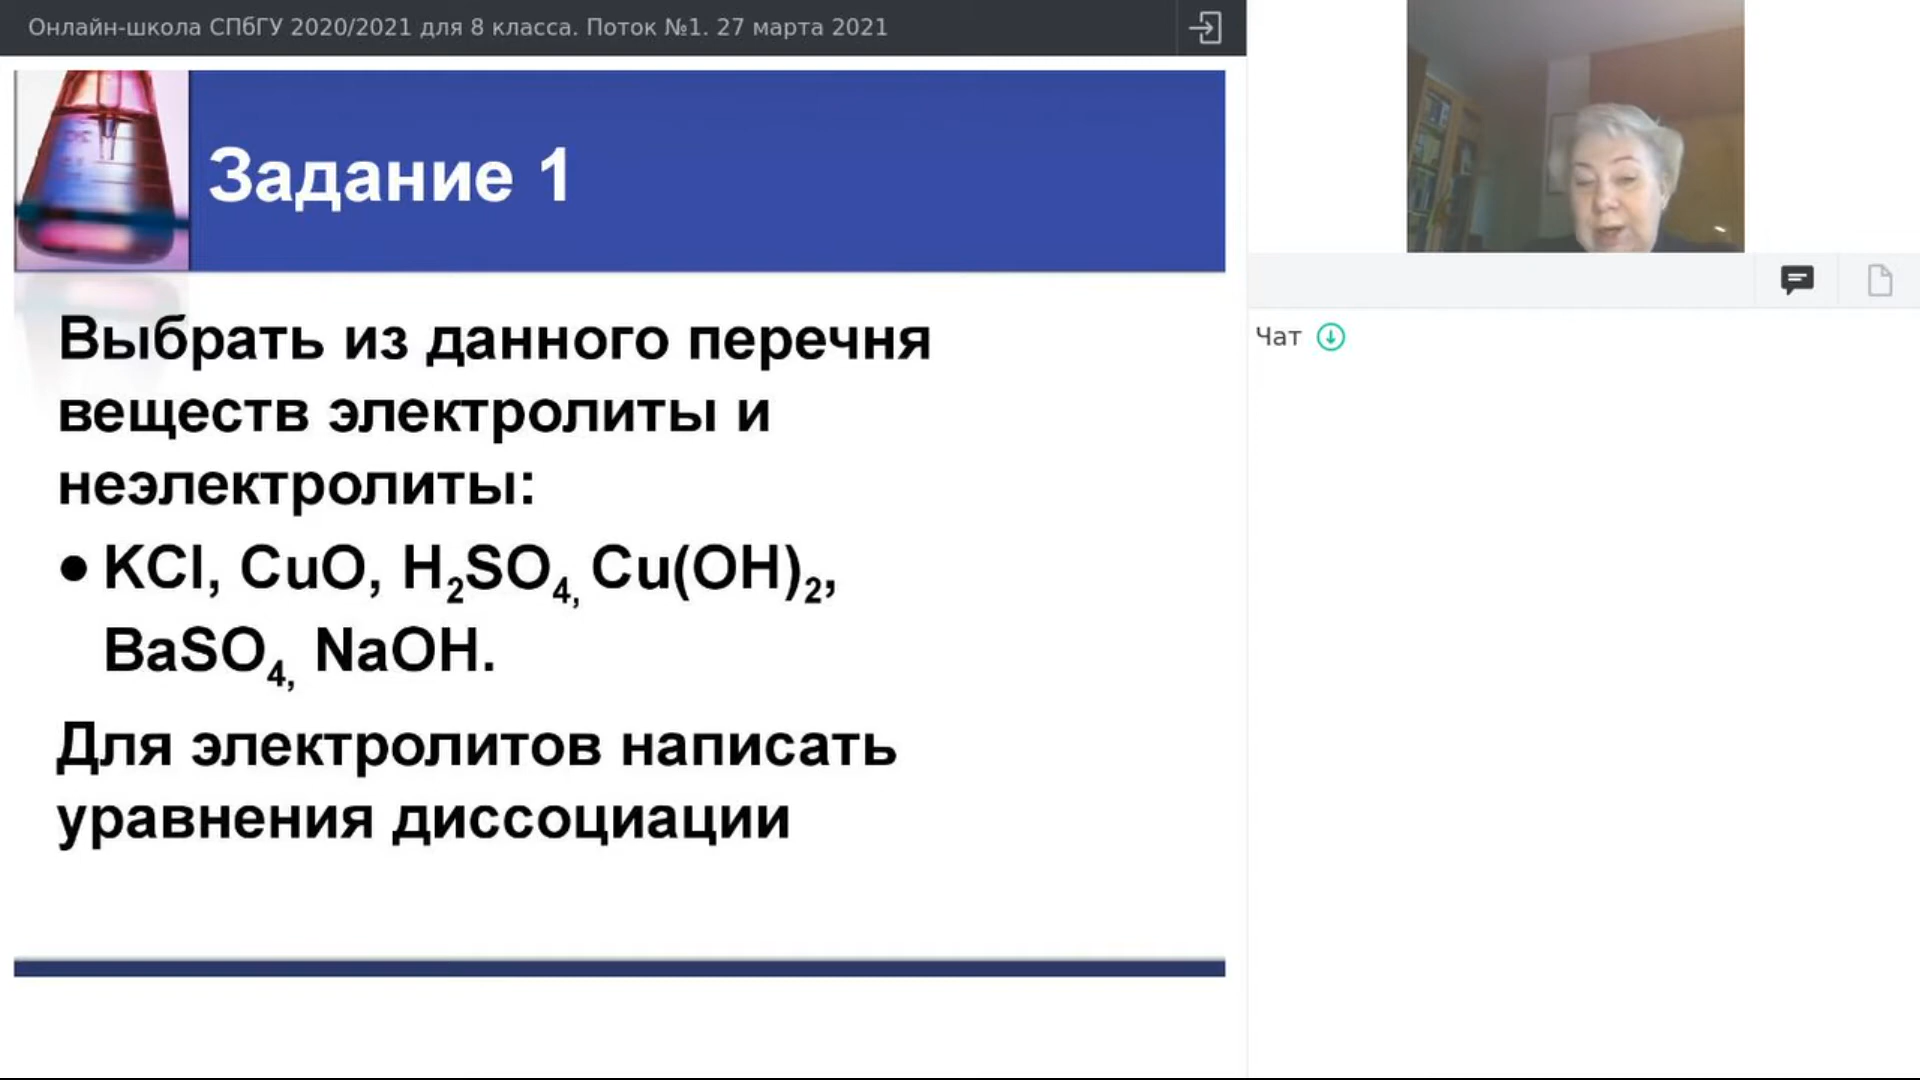 Онлайн-школа СПбГУ 2020/2021 для 8 класса. Поток №1. 27 марта 2021
Задание 1
Выбрать из данного перечня
веществ электролиты и
неэлектролиты:
● KCl, CuO, H₂SO₄, Cu(OH)₂,
BaSO₄, NaOH.
Для электролитов написать
уравнения диссоциации
Чат